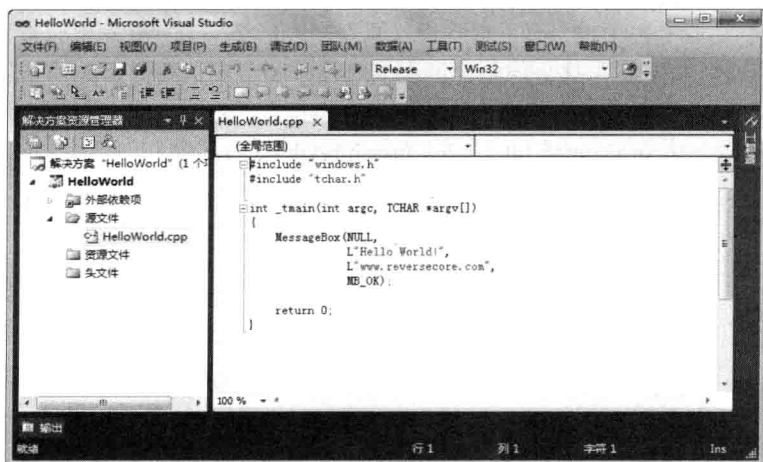 HelloWorld - Microsoft Visual Studio
文件(F) 编辑(E) 视图(V) 项目(P) 生成(B) 调试(D) 团队(M) 数据(A) 工具(T) 测试(S) 窗口(W) 帮助(H)
Release Win32
解决方案资源管理器
HelloWorld.cpp
(全局范围)
解决方案 "HelloWorld" (1 个
HelloWorld
外部依赖项
源文件
HelloWorld.cpp
资源文件
头文件
#include "windows.h"
#include "tchar.h"
int _tmain(int argc, TCHAR *argv[])
{
MessageBox(NULL,
L"Hello World!",
L"www.reversecore.com",
MB_OK);
return 0;
}
100 %
输出
就绪 行 1 列 1 字符 1 Ins